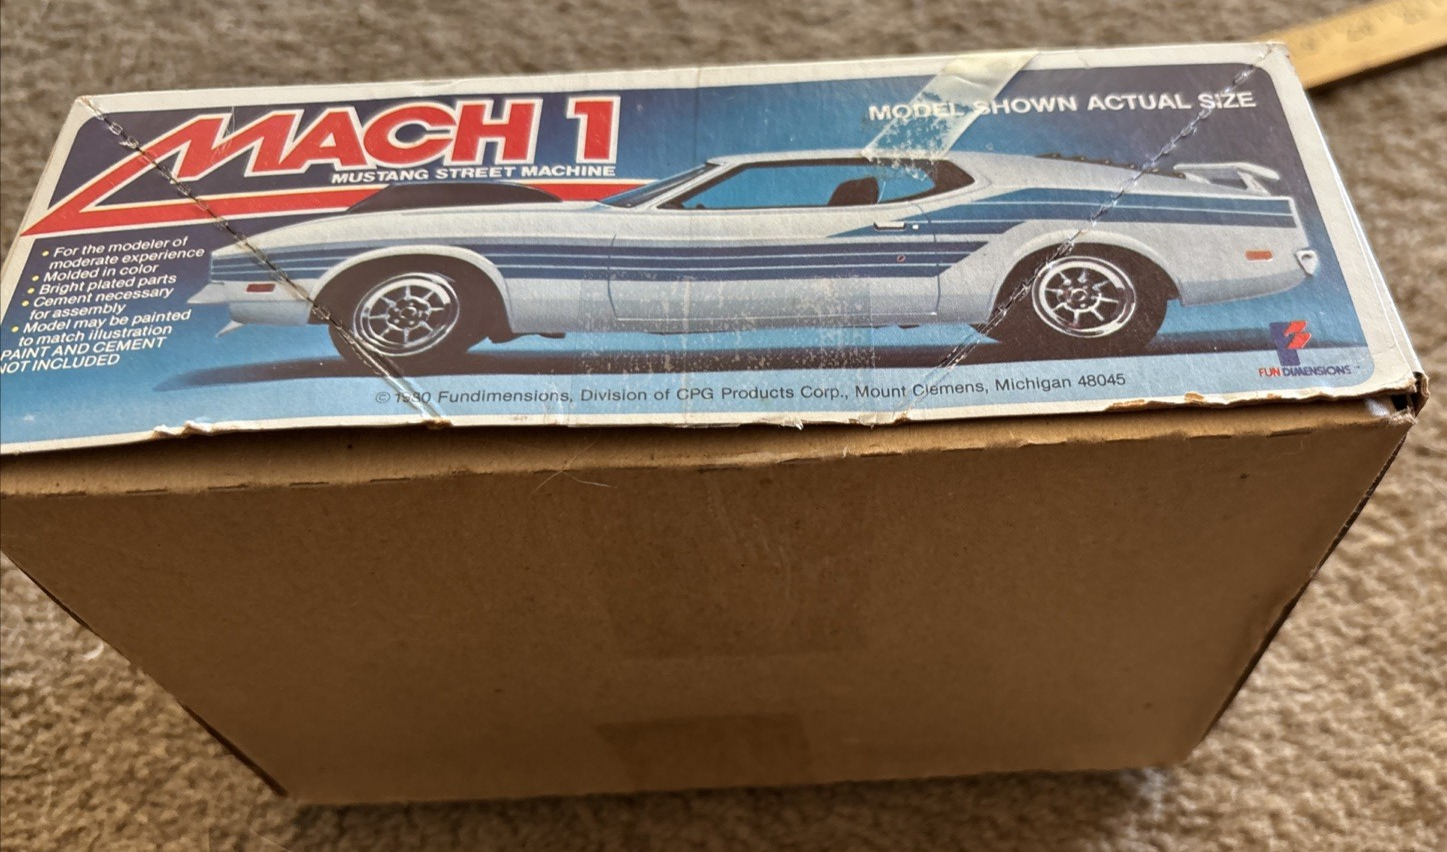 MACH 1
MUSTANG STREET MACHINE
MODEL SHOWN ACTUAL SIZE
• For the modeler of
moderate experience
• Molded in color
• Bright plated parts
• Cement necessary
for assembly
• Model may be painted
to match illustration
PAINT AND CEMENT
NOT INCLUDED
FUNDIMENSIONS™
© 1980 Fundimensions, Division of CPG Products Corp., Mount Clemens, Michigan 48045